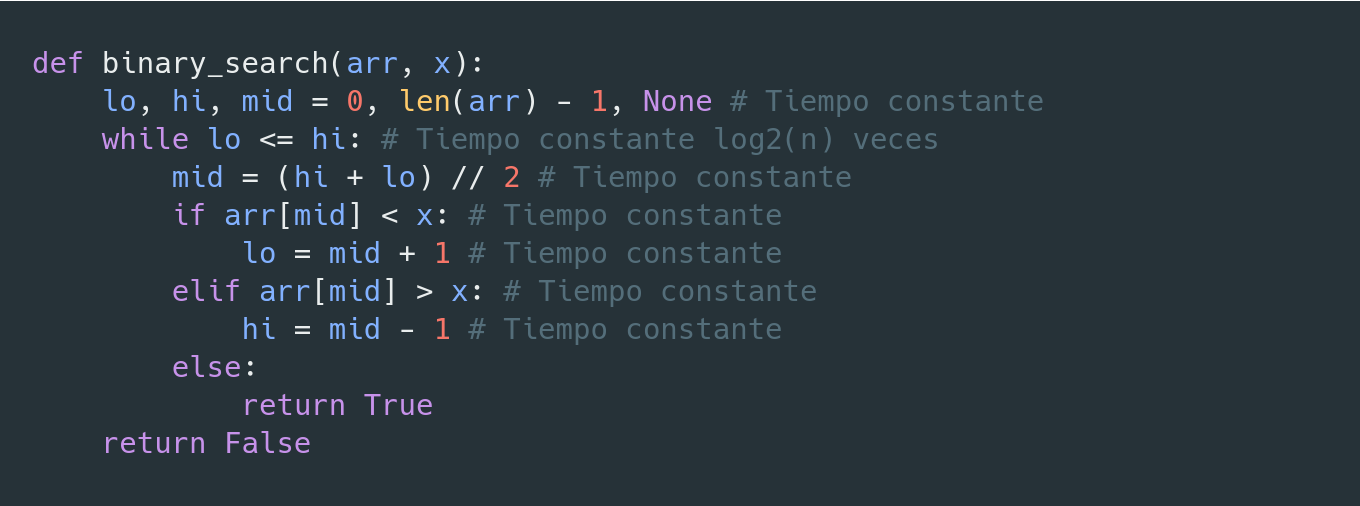 def binary_search(arr, x):
    lo, hi, mid = 0, len(arr) - 1, None # Tiempo constante
    while lo <= hi: # Tiempo constante log2(n) veces
        mid = (hi + lo) // 2 # Tiempo constante
        if arr[mid] < x: # Tiempo constante
            lo = mid + 1 # Tiempo constante
        elif arr[mid] > x: # Tiempo constante
            hi = mid - 1 # Tiempo constante
        else:
            return True
    return False